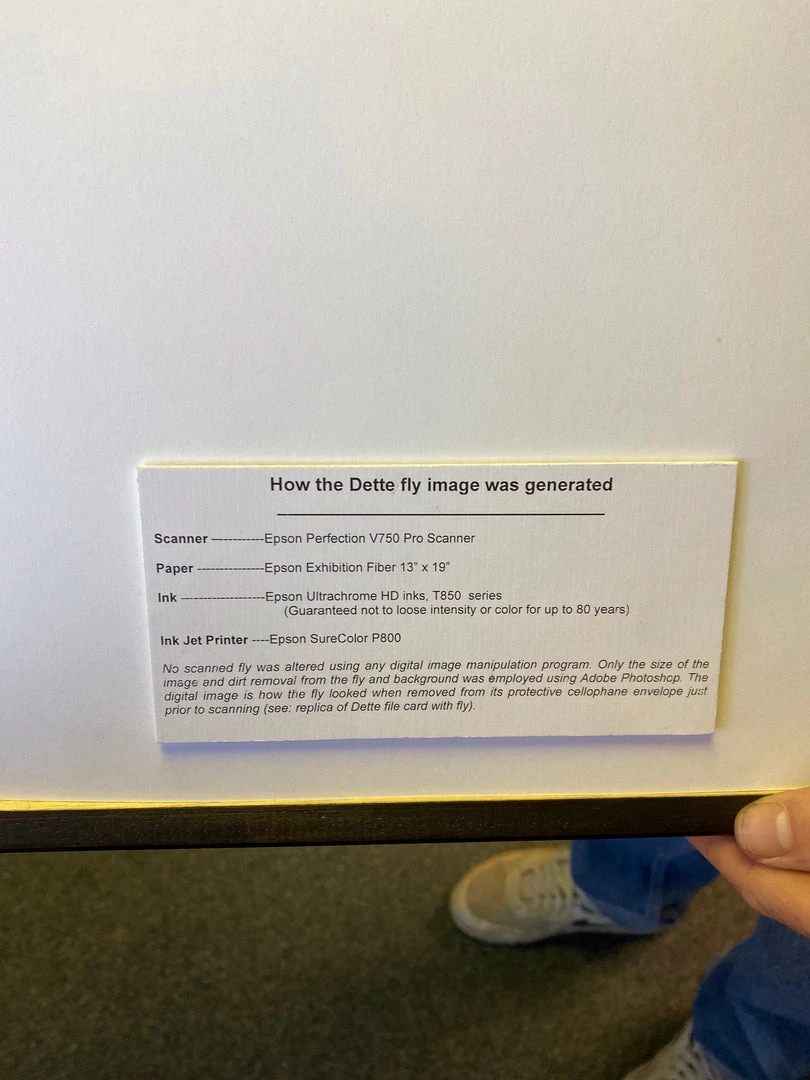 How the Dette fly image was generated
Scanner -----------Epson Perfection V750 Pro Scanner
Paper ---------------Epson Exhibition Fiber 13” x 19”
Ink -------------------Epson Ultrachrome HD inks, T850 series
(Guaranteed not to loose intensity or color for up to 80 years)
Ink Jet Printer ----Epson SureColor P800
No scanned fly was altered using any digital image manipulation program. Only the size of the
image and dirt removal from the fly and background was employed using Adobe Photoshop. The
digital image is how the fly looked when removed from its protective cellophane envelope just
prior to scanning (see: replica of Dette file card with fly).